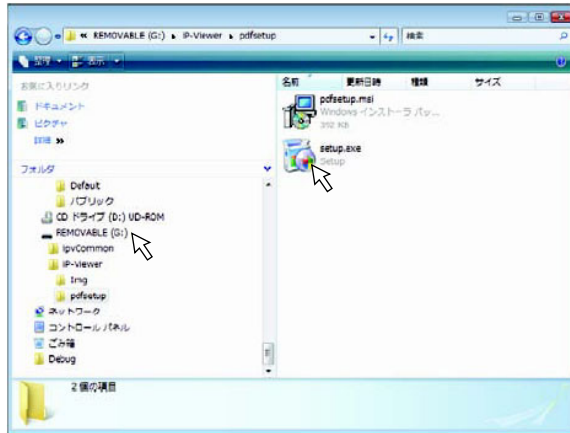 « REMOVABLE (G:) ▸ IP-Viewer ▸ pdfsetup
検索
整理 表示
お気に入りリンク
ドキュメント
ピクチャ
詳細 »
フォルダ
Default
パブリック
CD ドライブ (D:) UD-ROM
REMOVABLE (G:)
IpvCommon
IP-Viewer
Img
pdfsetup
ネットワーク
コントロール パネル
ごみ箱
Debug
名前 更新日時 種類 サイズ
pdfsetup.msi
Windows インストーラ パッ...
392 KB
setup.exe
Setup
2 個の項目